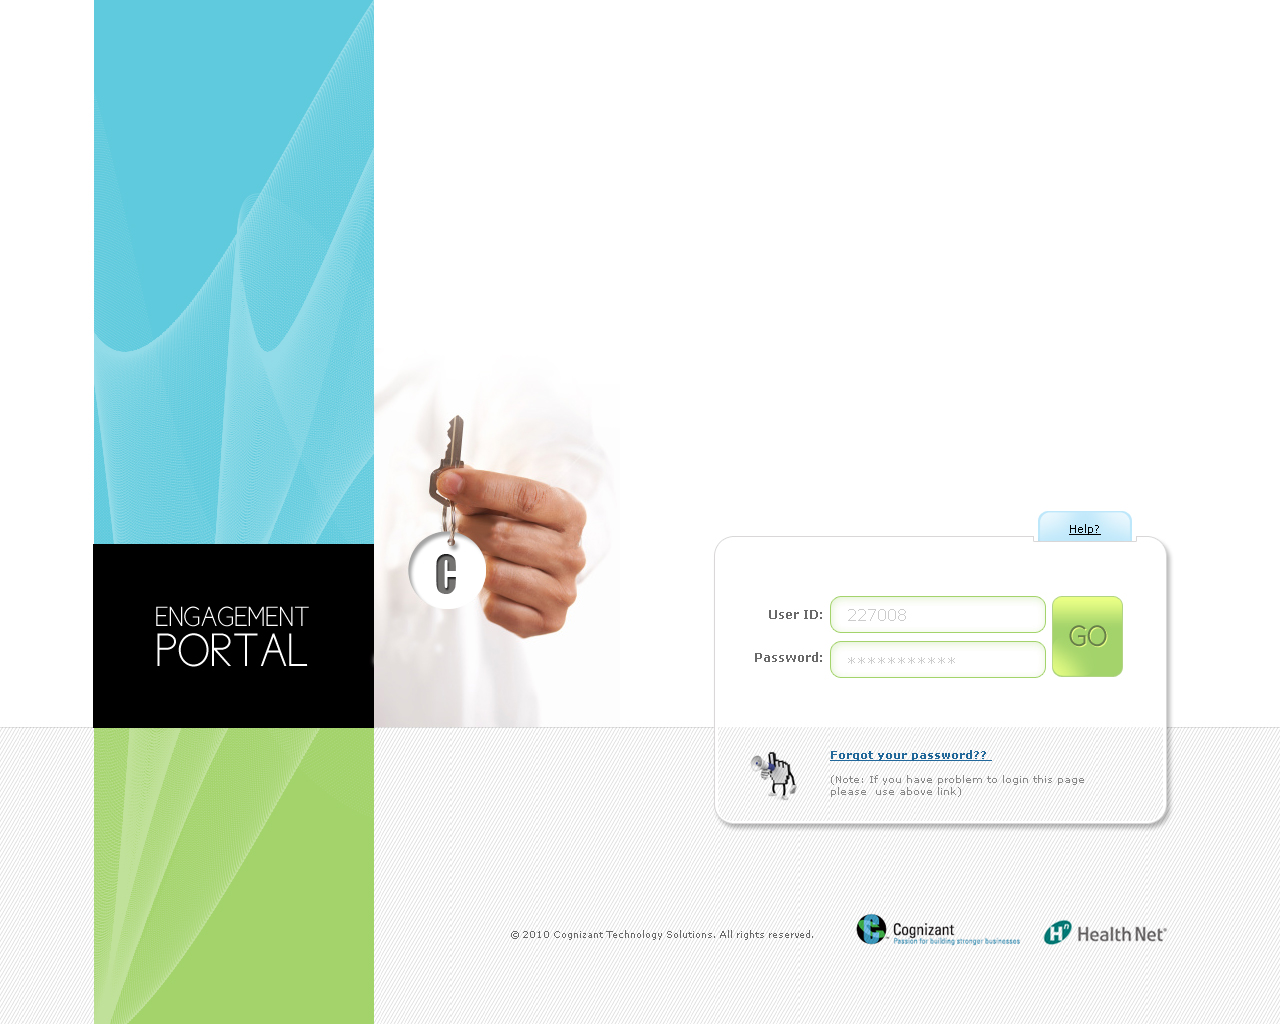 Help?
User ID: 227008
GO
Password: ***********
ENGAGEMENT
PORTAL
C
Forgot your password??
(Note: If you have problem to login this page
please  use above link)
© 2010 Cognizant Technology Solutions. All rights reserved.
Cognizant
Passion for building stronger businesses
Hn Health Net®